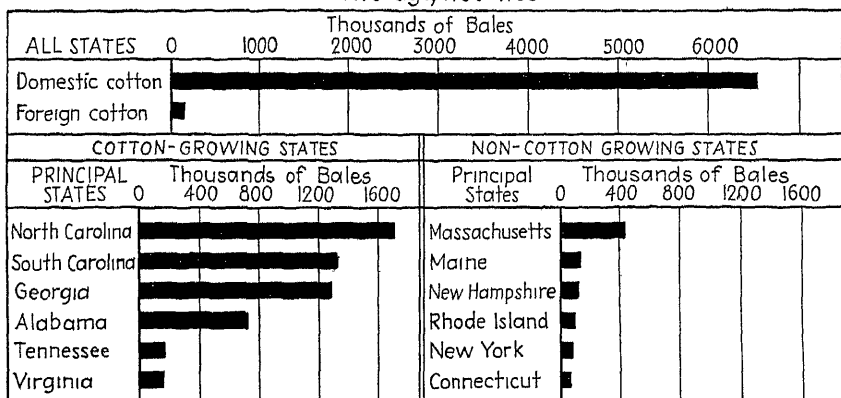 Thousands of Bales
ALL STATES 0 1000 2000 3000 4000 5000 6000
Domestic cotton
Foreign cotton
COTTON-GROWING STATES
PRINCIPAL STATES
Thousands of Bales
0 400 800 1200 1600
North Carolina
South Carolina
Georgia
Alabama
Tennessee
Virginia
NON-COTTON GROWING STATES
Principal States
Thousands of Bales
0 400 800 1200 1600
Massachusetts
Maine
New Hampshire
Rhode Island
New York
Connecticut